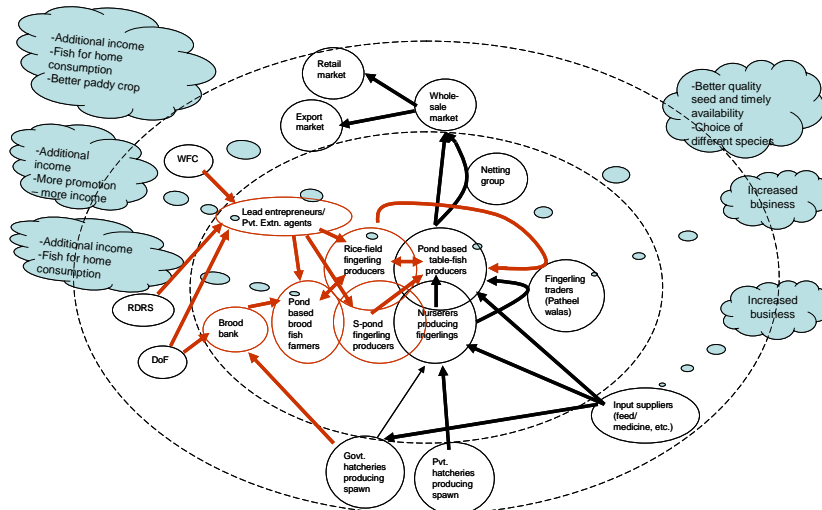 -Additional income
-Fish for home
consumption
-Better paddy crop
Retail
market
Export
market
Whole-
sale
market
-Better quality
seed and timely
availability
-Choice of
different species
-Additional
income
-More promotion
– more income
WFC
Netting
group
Increased
business
Lead entrepreneurs/
Pvt. Extn. agents
-Additional income
-Fish for home
consumption
Rice-field
fingerling
producers
Pond based
table-fish
producers
Fingerling
traders
(Patheel
walas)
Increased
business
RDRS
Brood
bank
Pond
based
brood
fish
farmers
S-pond
fingerling
producers
Nurserers
producing
fingerlings
DoF
Input suppliers
(feed/
medicine, etc.)
Govt.
hatcheries
producing
spawn
Pvt.
hatcheries
producing
spawn